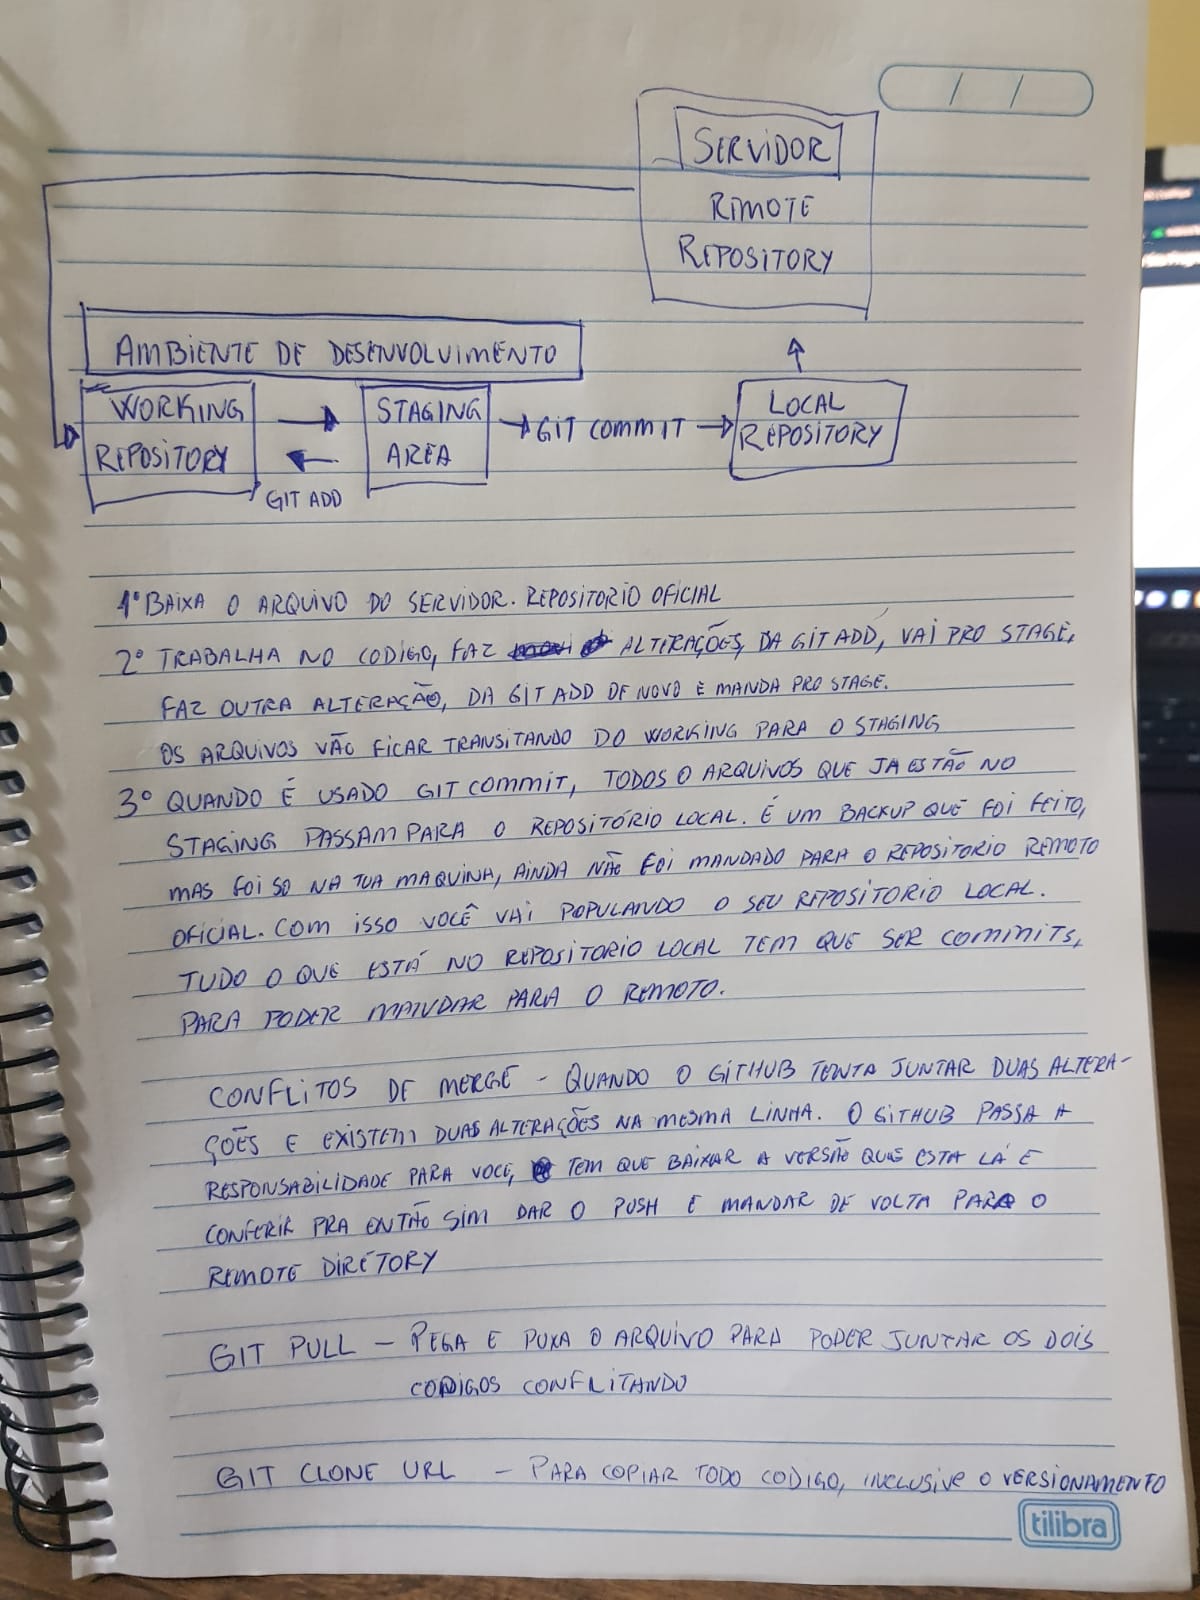 SERVIDOR
REMOTE
REPOSITORY
AMBIENTE DE DESENVOLVIMENTO
WORKING
REPOSITORY
GIT ADD
STAGING
AREA
GIT COMMIT
LOCAL
REPOSITORY
1º BAIXA O ARQUIVO DO SERVIDOR. REPOSITORIO OFICIAL
2º TRABALHA NO CODIGO, FAZ ALTERAÇÕES, DA GIT ADD, VAI PRO STAGE,
FAZ OUTRA ALTERAÇÃO, DA GIT ADD DE NOVO E MANDA PRO STAGE.
OS ARQUIVOS VÃO FICAR TRANSITANDO DO WORKING PARA O STAGING
3º QUANDO É USADO GIT COMMIT, TODOS O ARQUIVOS QUE JA ESTÃO NO
STAGING PASSAM PARA O REPOSITÓRIO LOCAL. É UM BACKUP QUE FOI FEITO,
MAS FOI SO NA TUA MAQUINA, AINDA NÃO FOI MANDADO PARA O REPOSITORIO REMOTO
OFICIAL. COM ISSO VOCÊ VAI POPULANDO O SEU REPOSITORIO LOCAL.
TUDO O QUE ESTÁ NO REPOSITORIO LOCAL TEM QUE SER COMMITS,
PARA PODER MANDAR PARA O REMOTO.
CONFLITOS DE MERGE - QUANDO O GITHUB TENTA JUNTAR DUAS ALTERA-
ÇÕES E EXISTEM DUAS ALTERAÇÕES NA MESMA LINHA. O GITHUB PASSA A
RESPONSABILIDADE PARA VOCE, TEM QUE BAIXAR A VERSÃO QUE ESTA LÁ E
CONFERIR PRA ENTÃO SIM DAR O PUSH E MANDAR DE VOLTA PARA O
REMOTE DIRETORY
GIT PULL - PEGA E PUXA O ARQUIVO PARA PODER JUNTAR OS DOIS
CODIGOS CONFLITANDO
GIT CLONE URL - PARA COPIAR TODO CODIGO, INCLUSIVE O VERSIONAMENTO
tilibra